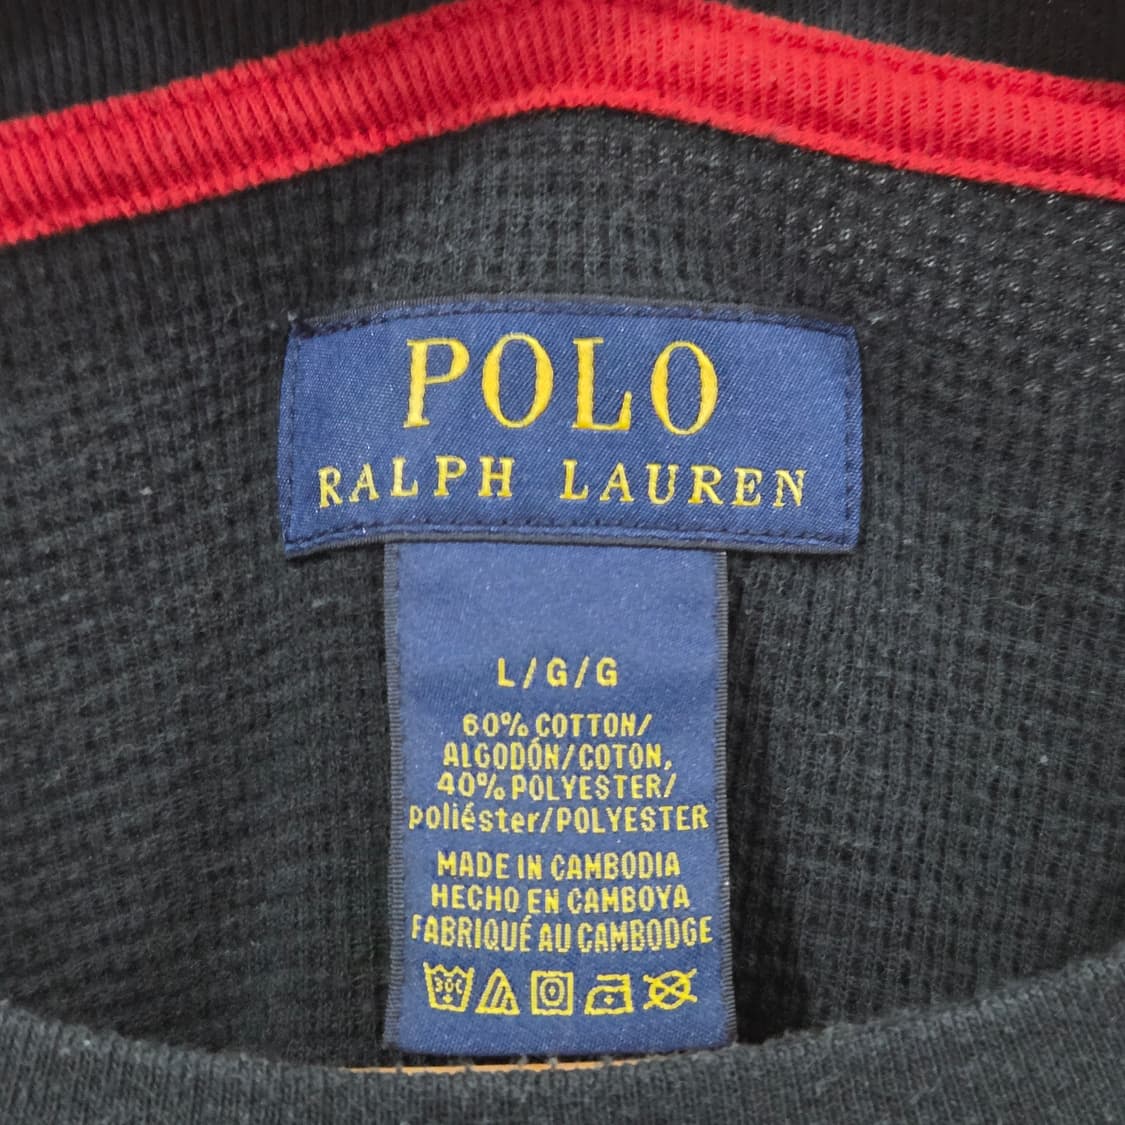 POLO
RALPH LAUREN
L/G/G
60% COTTON/
ALGODÓN/COTON,
40% POLYESTER/
poliéster/POLYESTER
MADE IN CAMBODIA
HECHO EN CAMBOYA
FABRIQUÉ AU CAMBODGE
30C